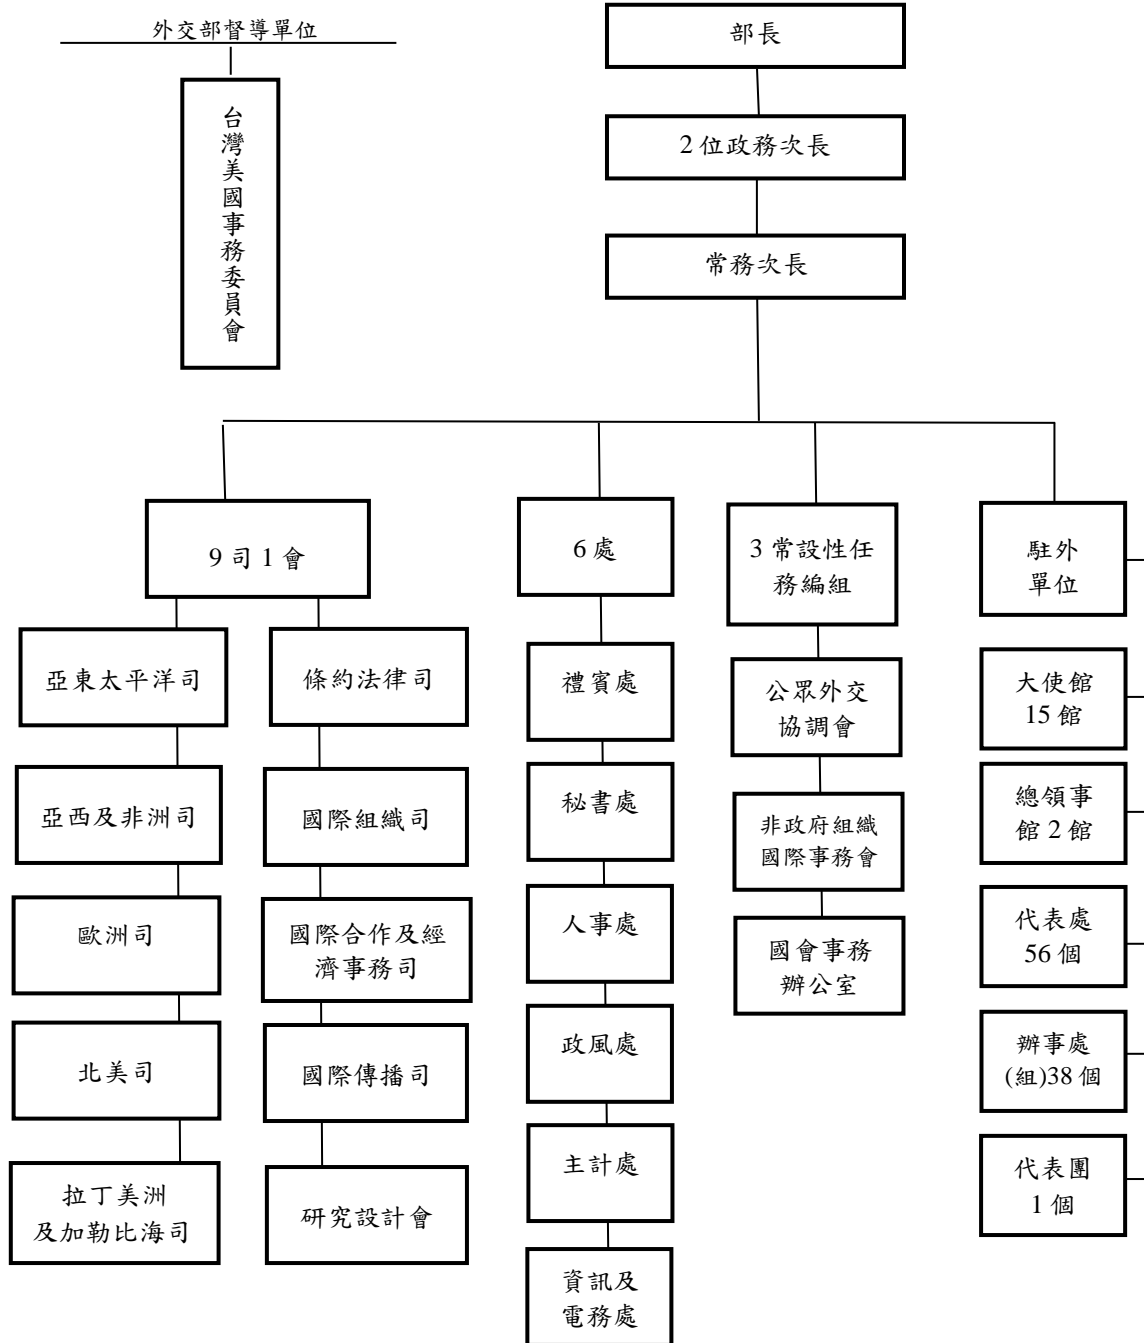 外交部督導單位
台灣美國事務委員會
部長
2位政務次長
常務次長
9司1會
亞東太平洋司
亞西及非洲司
歐洲司
北美司
拉丁美洲
及加勒比海司
條約法律司
國際組織司
國際合作及經
濟事務司
國際傳播司
研究設計會
6處
禮賓處
秘書處
人事處
政風處
主計處
資訊及
電務處
3常設性任
務編組
公眾外交
協調會
非政府組織
國際事務會
國會事務
辦公室
駐外
單位
大使館
15館
總領事
館2館
代表處
56個
辦事處
(組)38個
代表團
1個